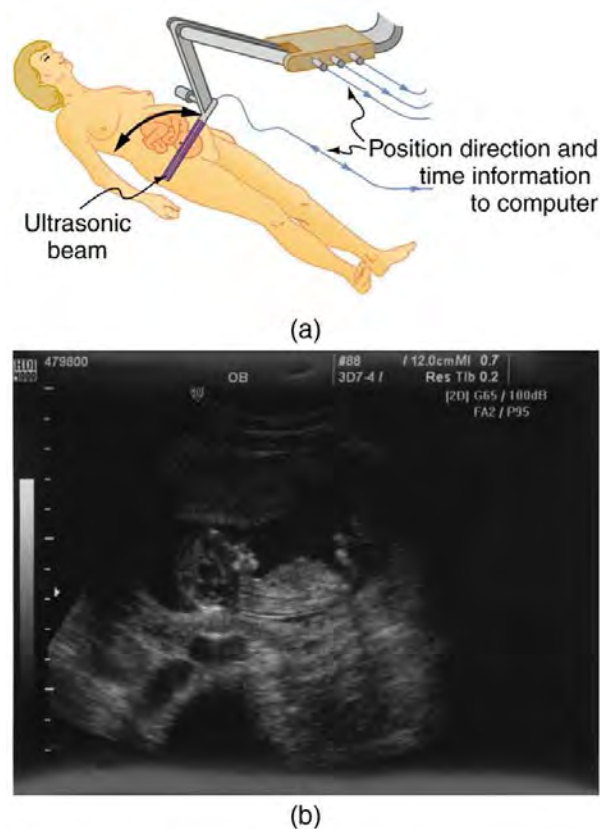 Position direction and
time information
to computer
Ultrasonic
beam
(a)
HDI
479800
OB
#88 / 12.0cm MI 0.7
3D7-4 / Res TIb 0.2
[2D] G65 / 100dB
FA2 / P95
(b)